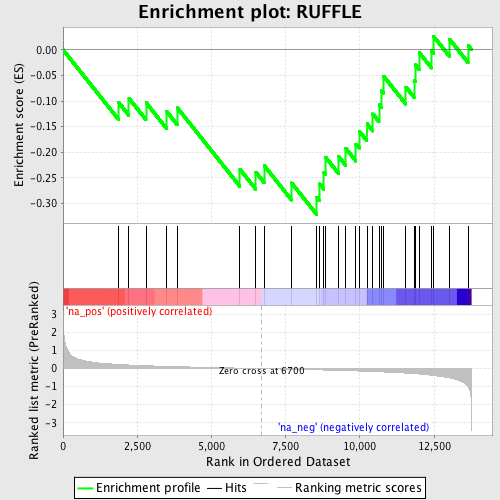 Enrichment plot: RUFFLE
Enrichment score (ES)
0.00
-0.05
-0.10
-0.15
-0.20
-0.25
-0.30
'na_pos' (positively correlated)
Ranked list metric (PreRanked)
3
2
1
0
-1
-2
-3
Zero cross at 6700
'na_neg' (negatively correlated)
0
2,500
5,000
7,500
10,000
12,500
Rank in Ordered Dataset
Enrichment profile
Hits
Ranking metric scores